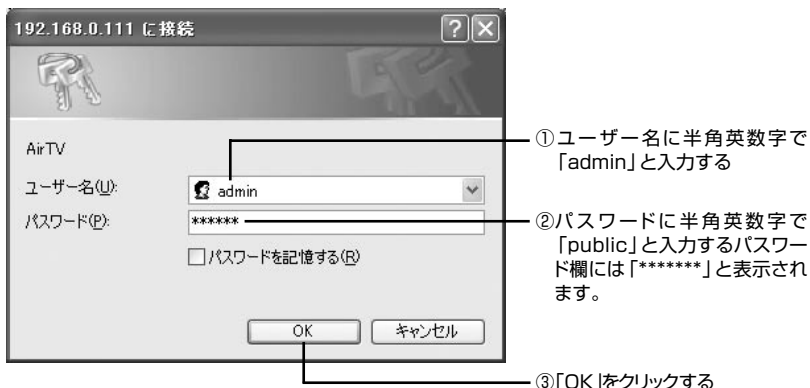 192.168.0.111 に接続
AirTV
ユーザー名(U):
admin
パスワード(P):
******
パスワードを記憶する(R)
OK
キャンセル
①ユーザー名に半角英数字で
「admin」と入力する
②パスワードに半角英数字で
「public」と入力するパスワー
ド欄には「*******」と表示され
ます。
③「OK」をクリックする